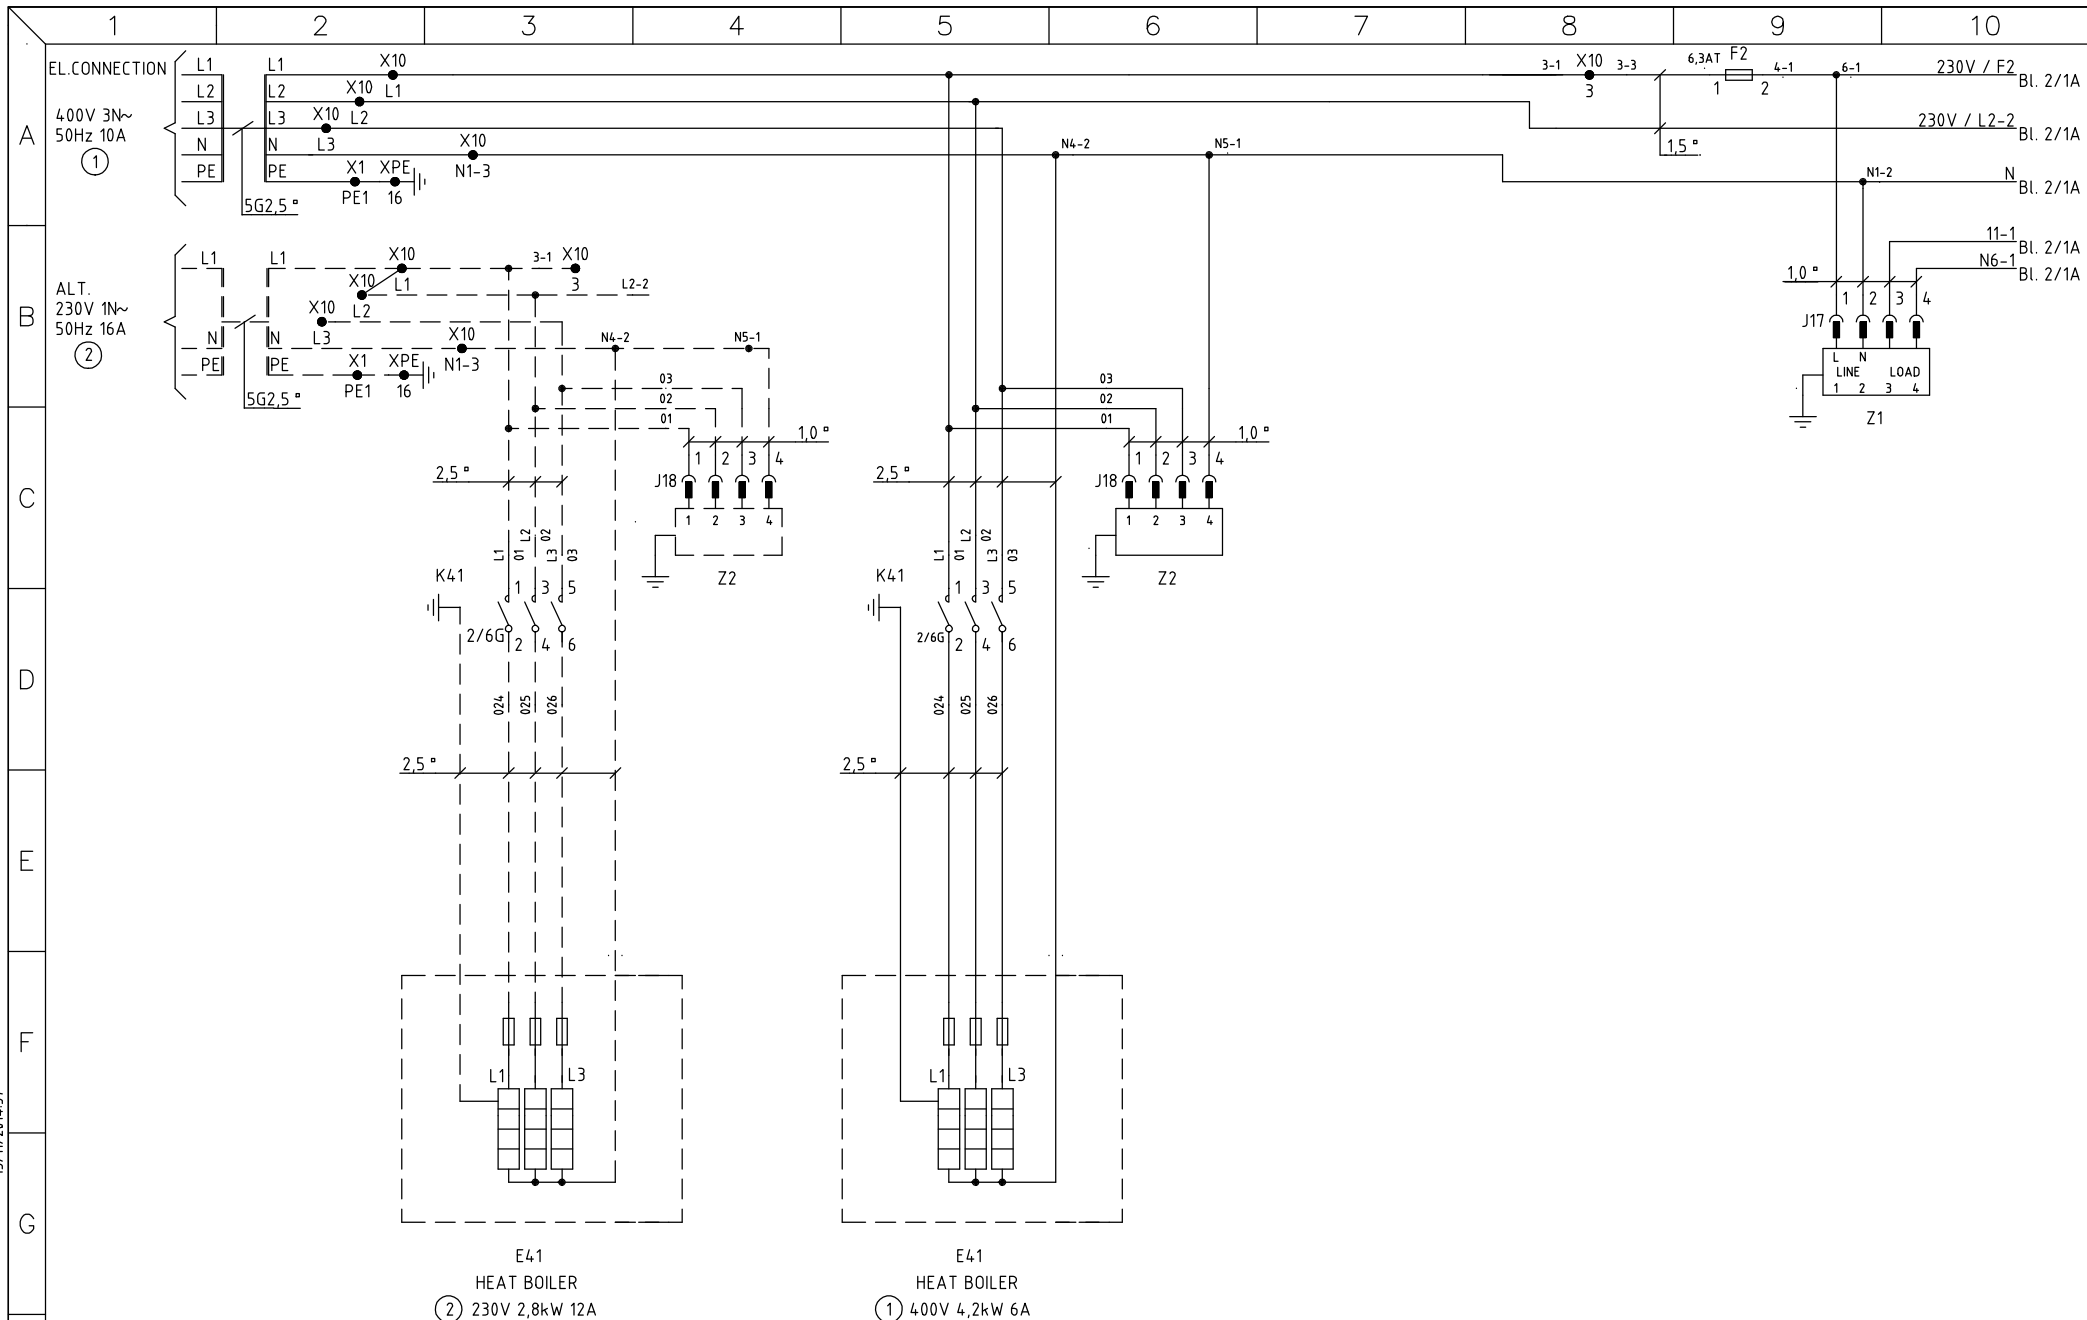 1 2 3 4 5 6 7 8 9 10
A
B
C
D
E
F
G
EL.CONNECTION
400V 3N~
50Hz 10A
1
L1
L2
L3
N
PE
L1
L2
L3
N
PE
5G2,5 ▫
X10
L1
X10
L2
X10
L3
X10
N1-3
X1
PE1
XPE
16
N4-2
N5-1
3-1
X10
3
3-3
6,3AT
F2
1
2
4-1
6-1
230V / F2
Bl. 2/1A
230V / L2-2
Bl. 2/1A
1,5 ▫
N1-2
N
Bl. 2/1A
11-1
Bl. 2/1A
N6-1
Bl. 2/1A
1,0 ▫
1 2 3 4
J17
L N
LINE LOAD
1 2 3 4
Z1
ALT.
230V 1N~
50Hz 16A
2
L1
N
PE
L1
N
PE
5G2,5 ▫
X10
L1
X10
L2
X10
L3
X10
N1-3
X1
PE1
XPE
16
3-1
X10
3
L2-2
N4-2
N5-1
03
02
01
1,0 ▫
1 2 3 4
J18
1 2 3 4
Z2
2,5 ▫
L1
01
L2
02
L3
03
K41
1 3 5
2/6G
2 4 6
024
025
026
2,5 ▫
L1
L3
E41
HEAT BOILER
2 230V 2,8kW 12A
03
02
01
1,0 ▫
1 2 3 4
J18
1 2 3 4
Z2
2,5 ▫
L1
01
L2
02
L3
03
K41
1 3 5
2/6G
2 4 6
024
025
026
2,5 ▫
L1
L3
E41
HEAT BOILER
1 400V 4,2kW 6A